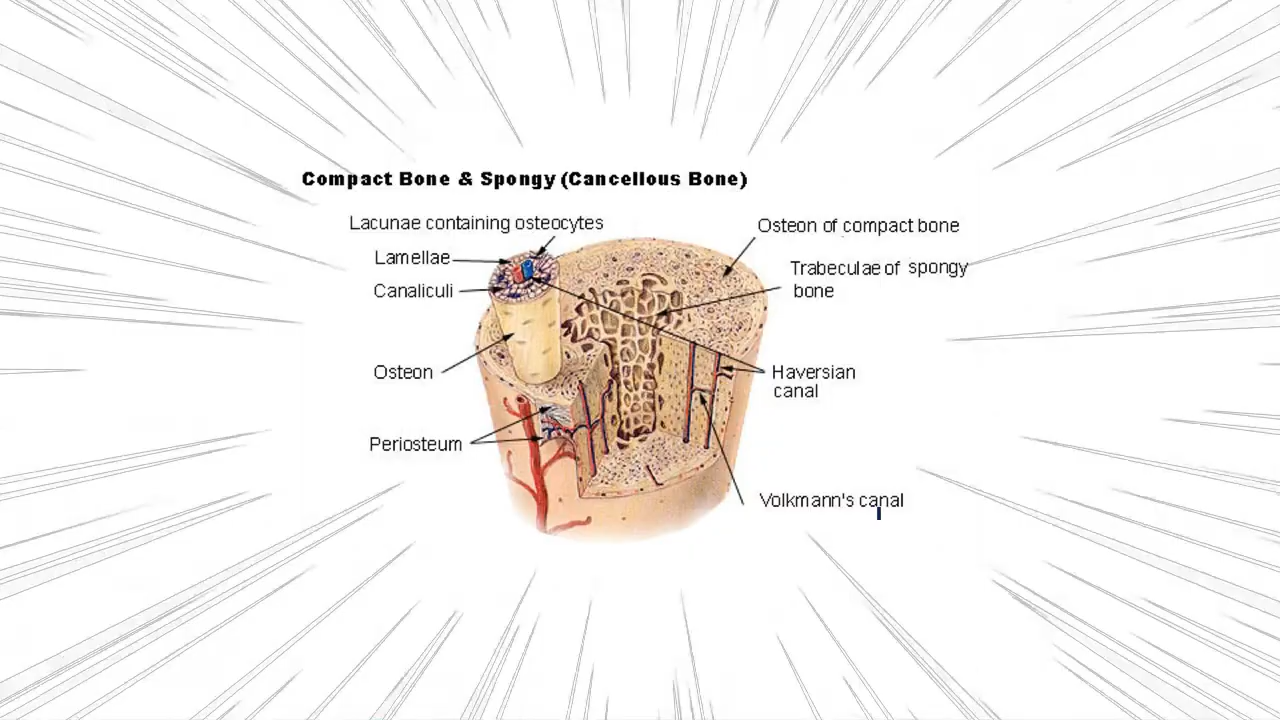 Compact Bone & Spongy (Cancellous Bone)
Lacunae containing osteocytes
Lamellae
Canaliculi
Osteon
Periosteum
Osteon of compact bone
Trabeculae of spongy
bone
Haversian
canal
Volkmann's canal